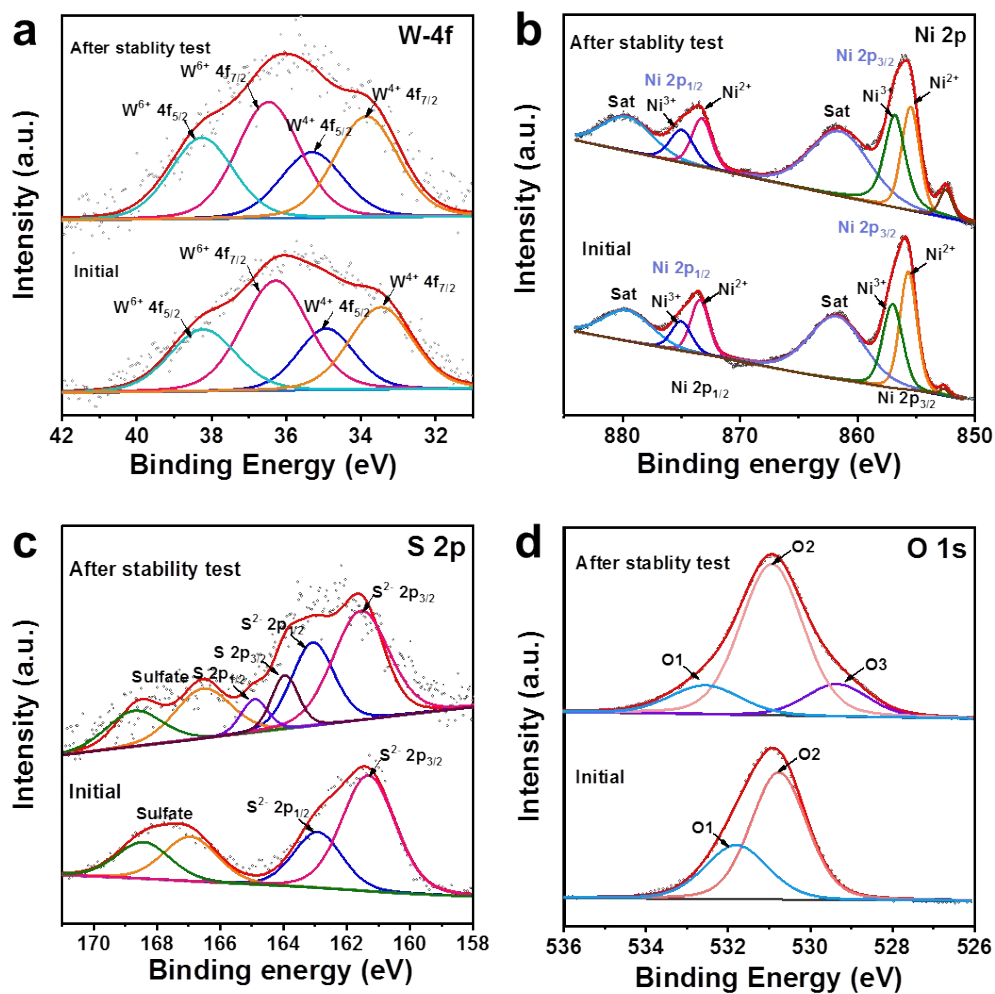 a
W-4f
After stablity test
W⁶⁺ 4f₇/₂
W⁶⁺ 4f₅/₂
W⁴⁺ 4f₅/₂
W⁴⁺ 4f₇/₂
Initial
W⁶⁺ 4f₇/₂
W⁶⁺ 4f₅/₂
W⁴⁺ 4f₅/₂
W⁴⁺ 4f₇/₂
Intensity (a.u.)
42 40 38 36 34 32
Binding Energy (eV)
b
Ni 2p
After stability test
Ni 2p₃/₂
Ni 2p₁/₂
Sat
Ni³⁺
Ni²⁺
Sat
Ni³⁺
Ni²⁺
Initial
Ni 2p₃/₂
Ni 2p₁/₂
Sat
Ni³⁺
Ni²⁺
Sat
Ni³⁺
Ni²⁺
Ni 2p₁/₂
Ni 2p₃/₂
Intensity (a.u.)
880 870 860 850
Binding energy (eV)
c
S 2p
After stability test
S²⁻ 2p₃/₂
S²⁻ 2p₁/₂
S 2p₃/₂
S 2p₁/₂
Sulfate
Initial
S²⁻ 2p₃/₂
S²⁻ 2p₁/₂
Sulfate
Intensity (a.u.)
170 168 166 164 162 160 158
Binding energy (eV)
d
O 1s
After stability test
O2
O1
O3
Initial
O2
O1
Intensity (a.u.)
536 534 532 530 528 526
Binding Energy (eV)